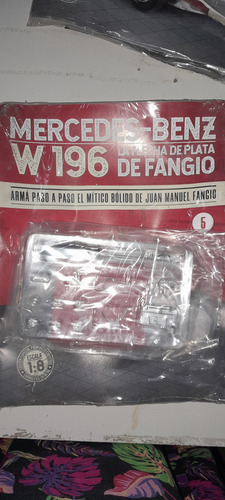 MERCEDES-BENZ
W 196 LA FLECHA DE PLATA
DE FANGIO
ARMA PASO A PASO EL MÍTICO BÓLIDO DE JUAN MANUEL FANGIO
6
ESCALA
1:8